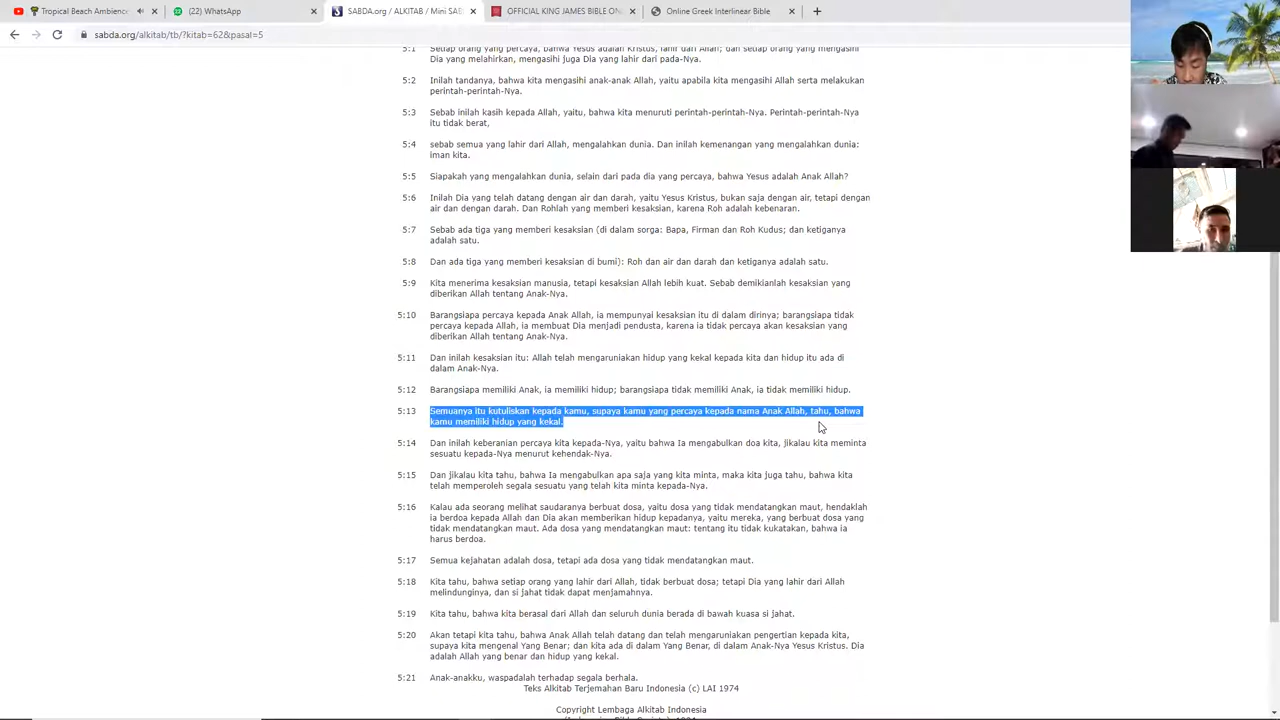 Tropical Beach Ambience
(22) WhatsApp
SABDA.org / ALKITAB / Mini SAB
OFFICIAL KING JAMES BIBLE ON
Online Greek Interlinear Bible
sabda.org/alkitab/tb/?kitab=62&pasal=5
5:1 Setiap orang yang percaya, bahwa Yesus adalah Kristus, lahir dari Allah; dan setiap orang yang mengasihi
Dia yang melahirkan, mengasihi juga Dia yang lahir dari pada-Nya.
5:2 Inilah tandanya, bahwa kita mengasihi anak-anak Allah, yaitu apabila kita mengasihi Allah serta melakukan
perintah-perintah-Nya.
5:3 Sebab inilah kasih kepada Allah, yaitu, bahwa kita menuruti perintah-perintah-Nya. Perintah-perintah-Nya
itu tidak berat,
5:4 sebab semua yang lahir dari Allah, mengalahkan dunia. Dan inilah kemenangan yang mengalahkan dunia:
iman kita.
5:5 Siapakah yang mengalahkan dunia, selain dari pada dia yang percaya, bahwa Yesus adalah Anak Allah?
5:6 Inilah Dia yang telah datang dengan air dan darah, yaitu Yesus Kristus, bukan saja dengan air, tetapi dengan
air dan dengan darah. Dan Rohlah yang memberi kesaksian, karena Roh adalah kebenaran.
5:7 Sebab ada tiga yang memberi kesaksian (di dalam sorga: Bapa, Firman dan Roh Kudus; dan ketiganya
adalah satu.
5:8 Dan ada tiga yang memberi kesaksian di bumi): Roh dan air dan darah dan ketiganya adalah satu.
5:9 Kita menerima kesaksian manusia, tetapi kesaksian Allah lebih kuat. Sebab demikianlah kesaksian yang
diberikan Allah tentang Anak-Nya.
5:10 Barangsiapa percaya kepada Anak Allah, ia mempunyai kesaksian itu di dalam dirinya; barangsiapa tidak
percaya kepada Allah, ia membuat Dia menjadi pendusta, karena ia tidak percaya akan kesaksian yang
diberikan Allah tentang Anak-Nya.
5:11 Dan inilah kesaksian itu: Allah telah mengaruniakan hidup yang kekal kepada kita dan hidup itu ada di
dalam Anak-Nya.
5:12 Barangsiapa memiliki Anak, ia memiliki hidup; barangsiapa tidak memiliki Anak, ia tidak memiliki hidup.
5:13 Semuanya itu kutuliskan kepada kamu, supaya kamu yang percaya kepada nama Anak Allah, tahu, bahwa
kamu memiliki hidup yang kekal.
5:14 Dan inilah keberanian percaya kita kepada-Nya, yaitu bahwa Ia mengabulkan doa kita, jikalau kita meminta
sesuatu kepada-Nya menurut kehendak-Nya.
5:15 Dan jikalau kita tahu, bahwa Ia mengabulkan apa saja yang kita minta, maka kita juga tahu, bahwa kita
telah memperoleh segala sesuatu yang telah kita minta kepada-Nya.
5:16 Kalau ada seorang melihat saudaranya berbuat dosa, yaitu dosa yang tidak mendatangkan maut, hendaklah
ia berdoa kepada Allah dan Dia akan memberikan hidup kepadanya, yaitu mereka, yang berbuat dosa yang
tidak mendatangkan maut. Ada dosa yang mendatangkan maut: tentang itu tidak kukatakan, bahwa ia
harus berdoa.
5:17 Semua kejahatan adalah dosa, tetapi ada dosa yang tidak mendatangkan maut.
5:18 Kita tahu, bahwa setiap orang yang lahir dari Allah, tidak berbuat dosa; tetapi Dia yang lahir dari Allah
melindunginya, dan si jahat tidak dapat menjamahnya.
5:19 Kita tahu, bahwa kita berasal dari Allah dan seluruh dunia berada di bawah kuasa si jahat.
5:20 Akan tetapi kita tahu, bahwa Anak Allah telah datang dan telah mengaruniakan pengertian kepada kita,
supaya kita mengenal Yang Benar; dan kita ada di dalam Yang Benar, di dalam Anak-Nya Yesus Kristus. Dia
adalah Allah yang benar dan hidup yang kekal.
5:21 Anak-anakku, waspadalah terhadap segala berhala.
Teks Alkitab Terjemahan Baru Indonesia (c) LAI 1974
Copyright Lembaga Alkitab Indonesia